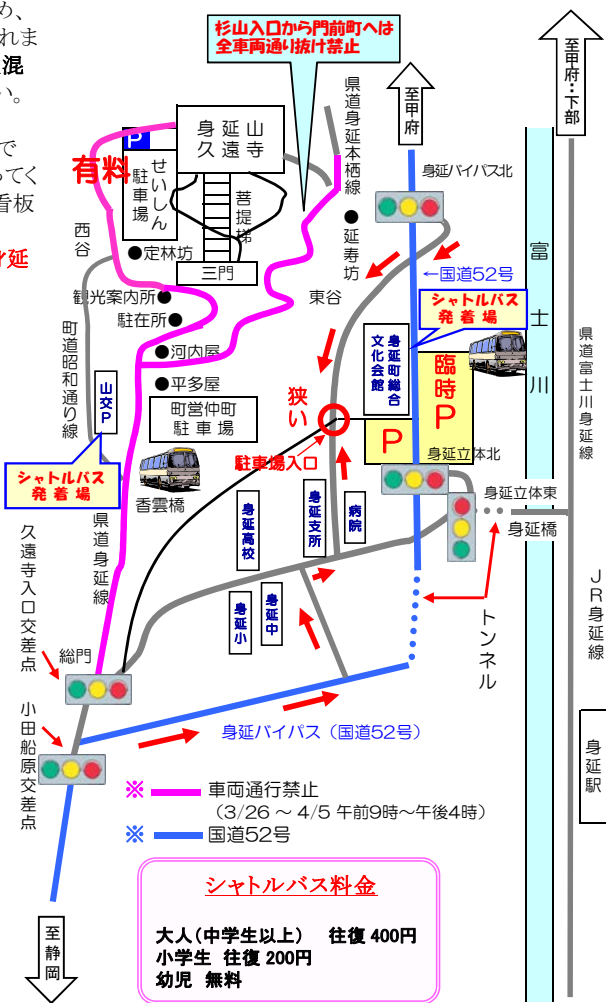 め、
れま
混
い。
で
ってく
看板
延
杉山入口から門前町へは
全車両通り抜け禁止
至甲府
至甲府・下部
県道身延本栖線
身延山
久遠寺
P
有料
せいしん
駐車場
菩提梯
三門
西谷
●定林坊
観光案内所●
駐在所●
●河内屋
●平多屋
町営仲町
駐車場
町道昭和通り線
山交P
シャトルバス
発着場
香雲橋
県道身延線
●延寿坊
東谷
身延バイパス北
←国道52号
シャトルバス
発着場
身延町総合
文化会館
臨時P
P
狭い
駐車場入口
身延立体北
身延立体東
身延橋
富士川
県道富士川身延線
JR身延線
身延駅
トンネル
身延高校
身延支所
病院
身延小
身延中
久遠寺入口交差点
総門
小田船原交差点
身延バイパス(国道52号)
※ 車両通行禁止
(3/26 ~ 4/5 午前9時~午後4時)
※ 国道52号
至静岡
シャトルバス料金
大人(中学生以上) 往復 400円
小学生 往復 200円
幼児 無料